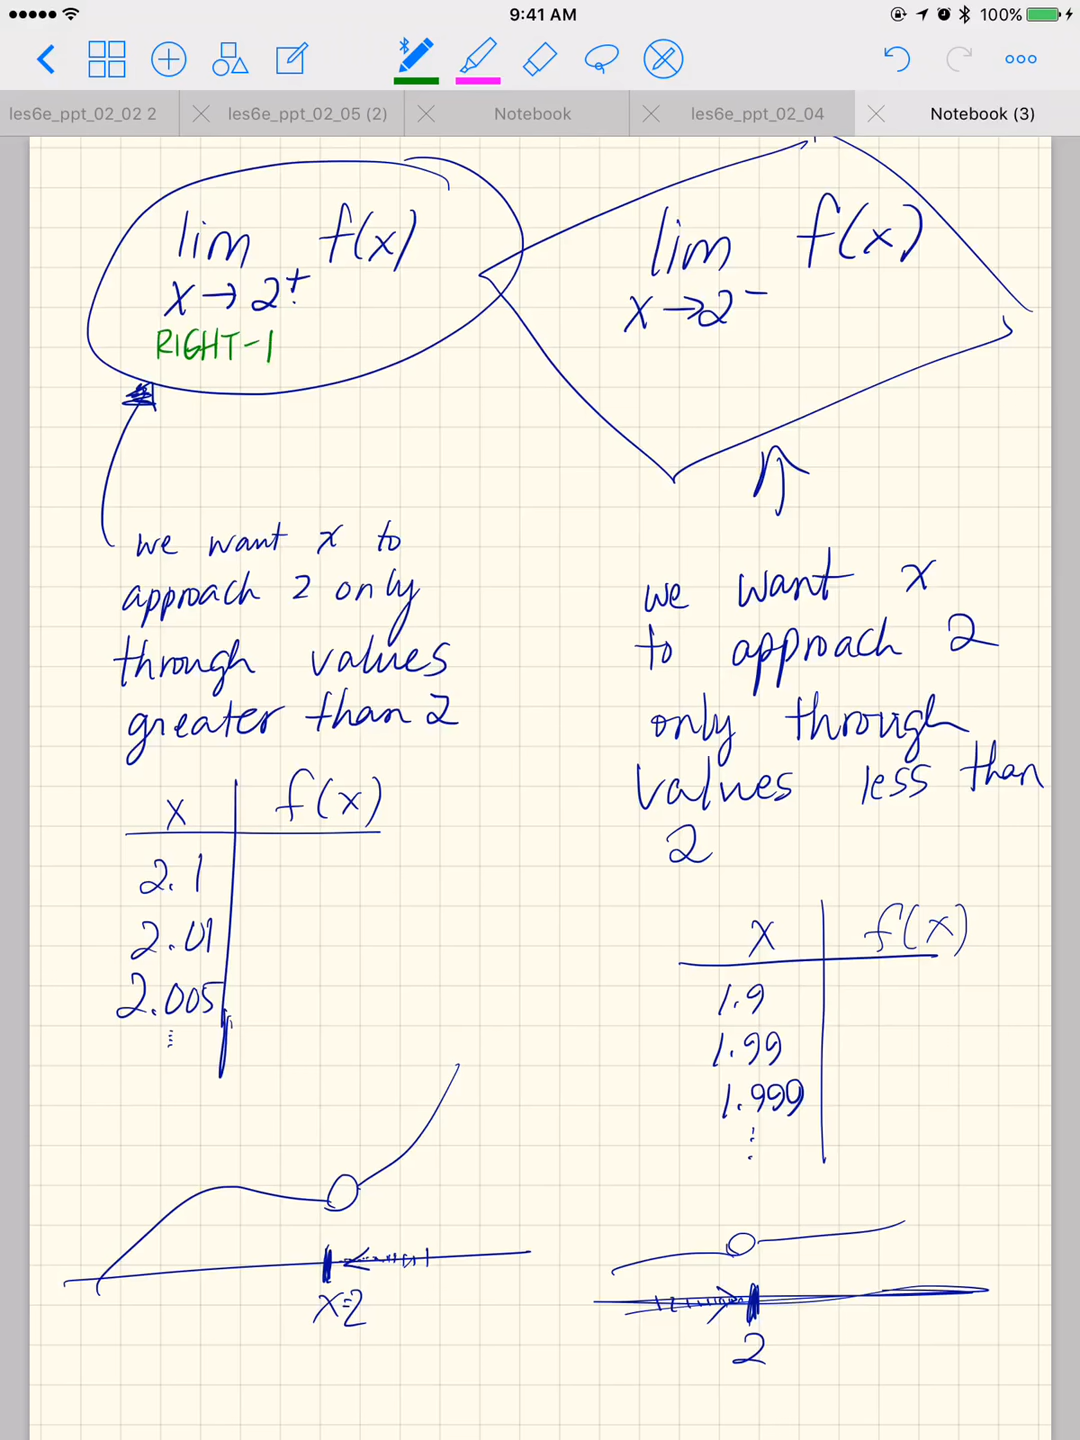 9:41 AM
100%
les6e_ppt_02_02 2
les6e_ppt_02_05 (2)
Notebook
les6e_ppt_02_04
Notebook (3)
lim f(x)
x → 2⁺
RIGHT-1
we want x to
approach 2 only
through values
greater than 2
x f(x)
2.1
2.01
2.005
⋮
x=2
lim f(x)
x → 2⁻
we want x
to approach 2
only through
values less than
2
x f(x)
1.9
1.99
1.999
⋮
2